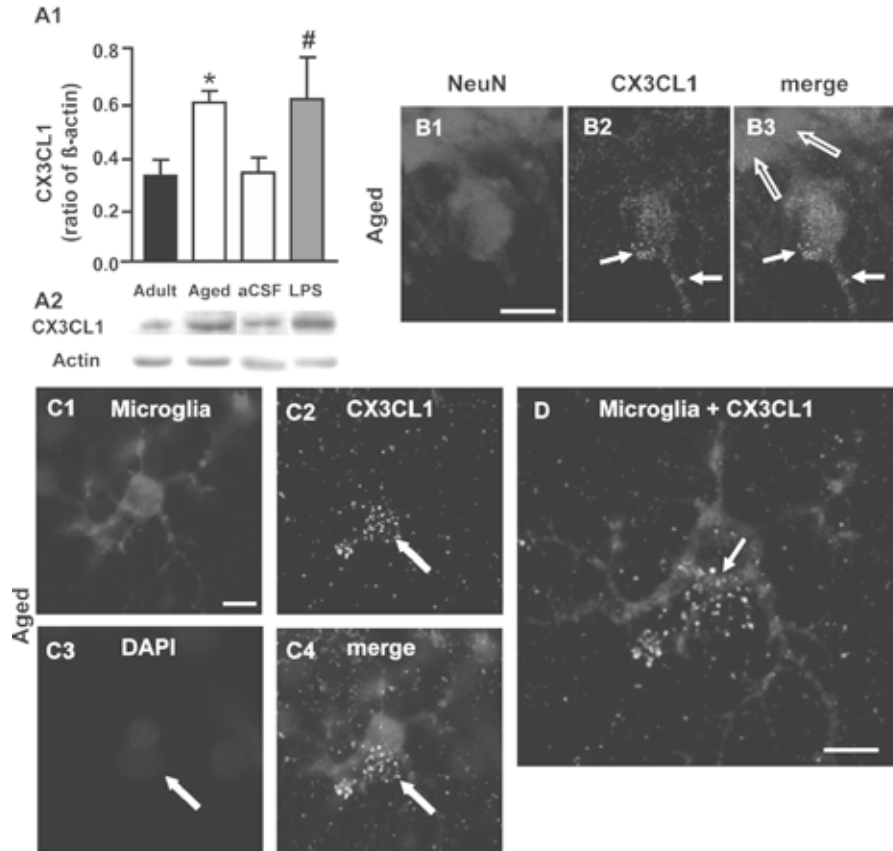 A1
CX3CL1
(ratio of ß-actin)
0.8
0.6
0.4
0.2
0.0
*
#
Adult Aged aCSF LPS
A2
CX3CL1
Actin
NeuN CX3CL1 merge
Aged
B1 B2 B3
Aged
C1 Microglia
C2 CX3CL1
C3 DAPI
C4 merge
D Microglia + CX3CL1